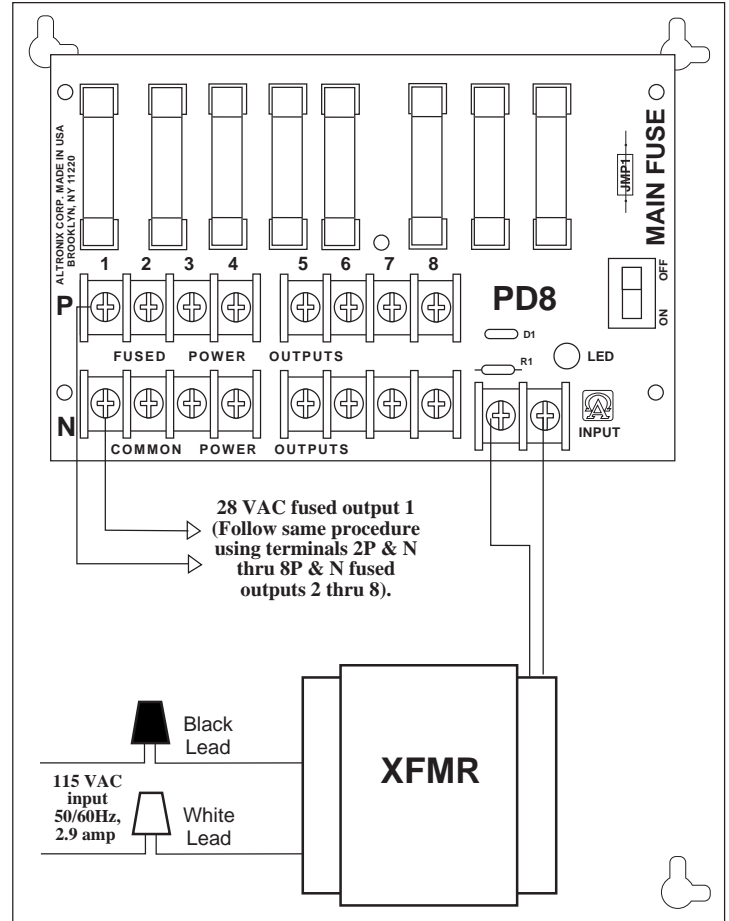 ALTRONIX CORP. MADE IN USA
BROOKLYN, NY 11220
MAIN FUSE
JMP1
OFF
ON
1 2 3 4 5 6 7 8
P
PD8
D1
FUSED POWER OUTPUTS
LED
R1
N
INPUT
COMMON POWER OUTPUTS
28 VAC fused output 1
(Follow same procedure
using terminals 2P & N
thru 8P & N fused
outputs 2 thru 8).
Black
Lead
XFMR
115 VAC
input
50/60Hz,
2.9 amp
White
Lead